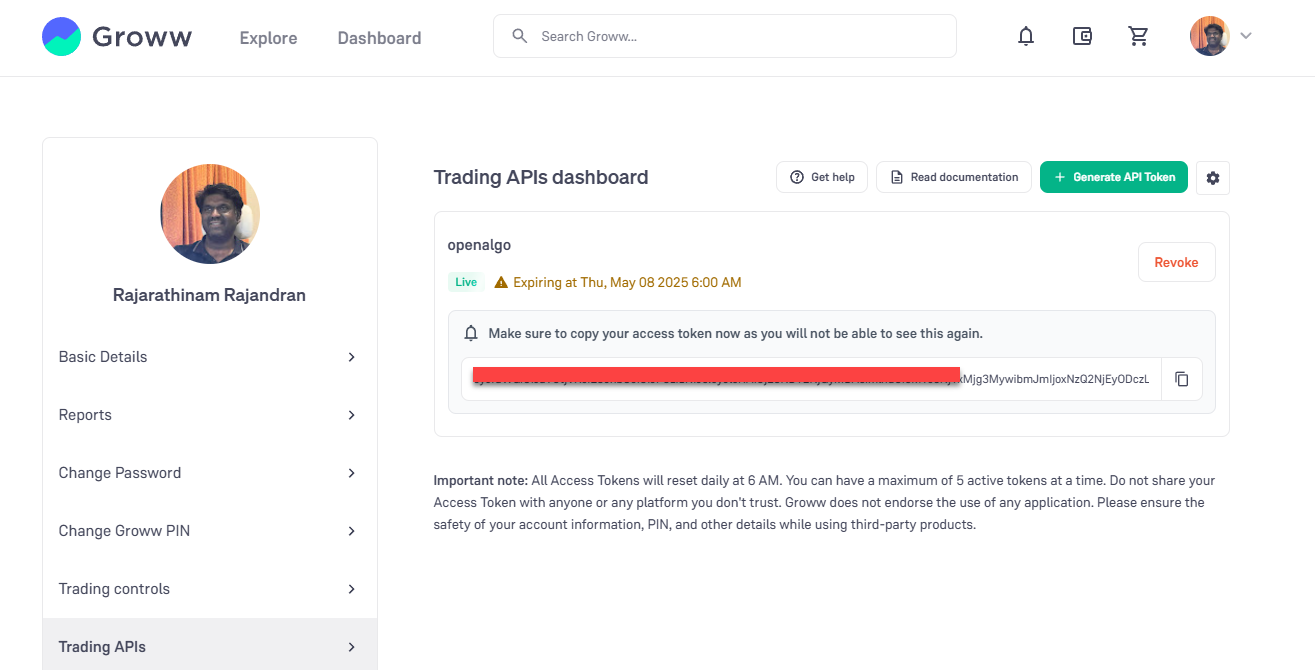 Groww
Explore
Dashboard
Search Groww...
Rajarathinam Rajandran
Basic Details
Reports
Change Password
Change Groww PIN
Trading controls
Trading APIs
Trading APIs dashboard
Get help
Read documentation
+ Generate API Token
openalgo
Revoke
Live
Expiring at Thu, May 08 2025 6:00 AM
Make sure to copy your access token now as you will not be able to see this again.
Important note: All Access Tokens will reset daily at 6 AM. You can have a maximum of 5 active tokens at a time. Do not share your
Access Token with anyone or any platform you don't trust. Groww does not endorse the use of any application. Please ensure the
safety of your account information, PIN, and other details while using third-party products.